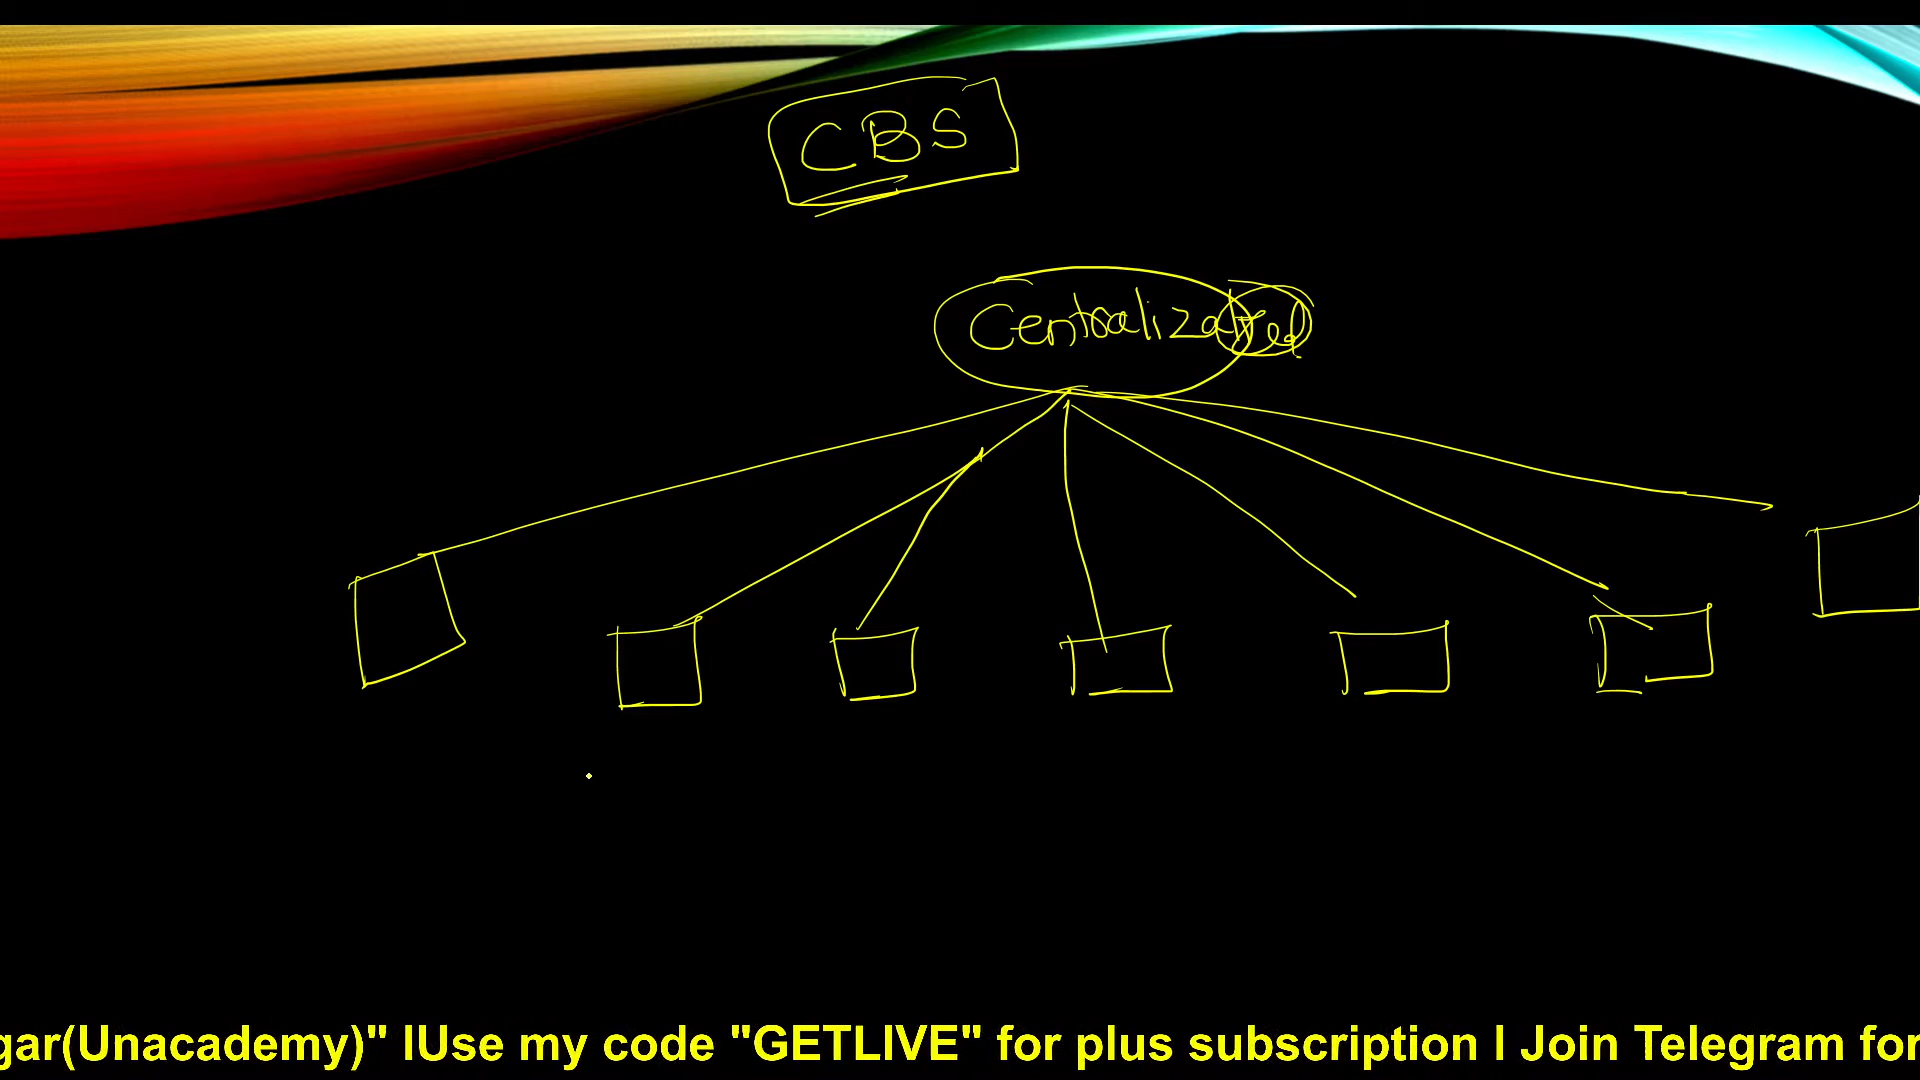 CBS
Centralized
gar(Unacademy)" IUse my code "GETLIVE" for plus subscription I Join Telegram for